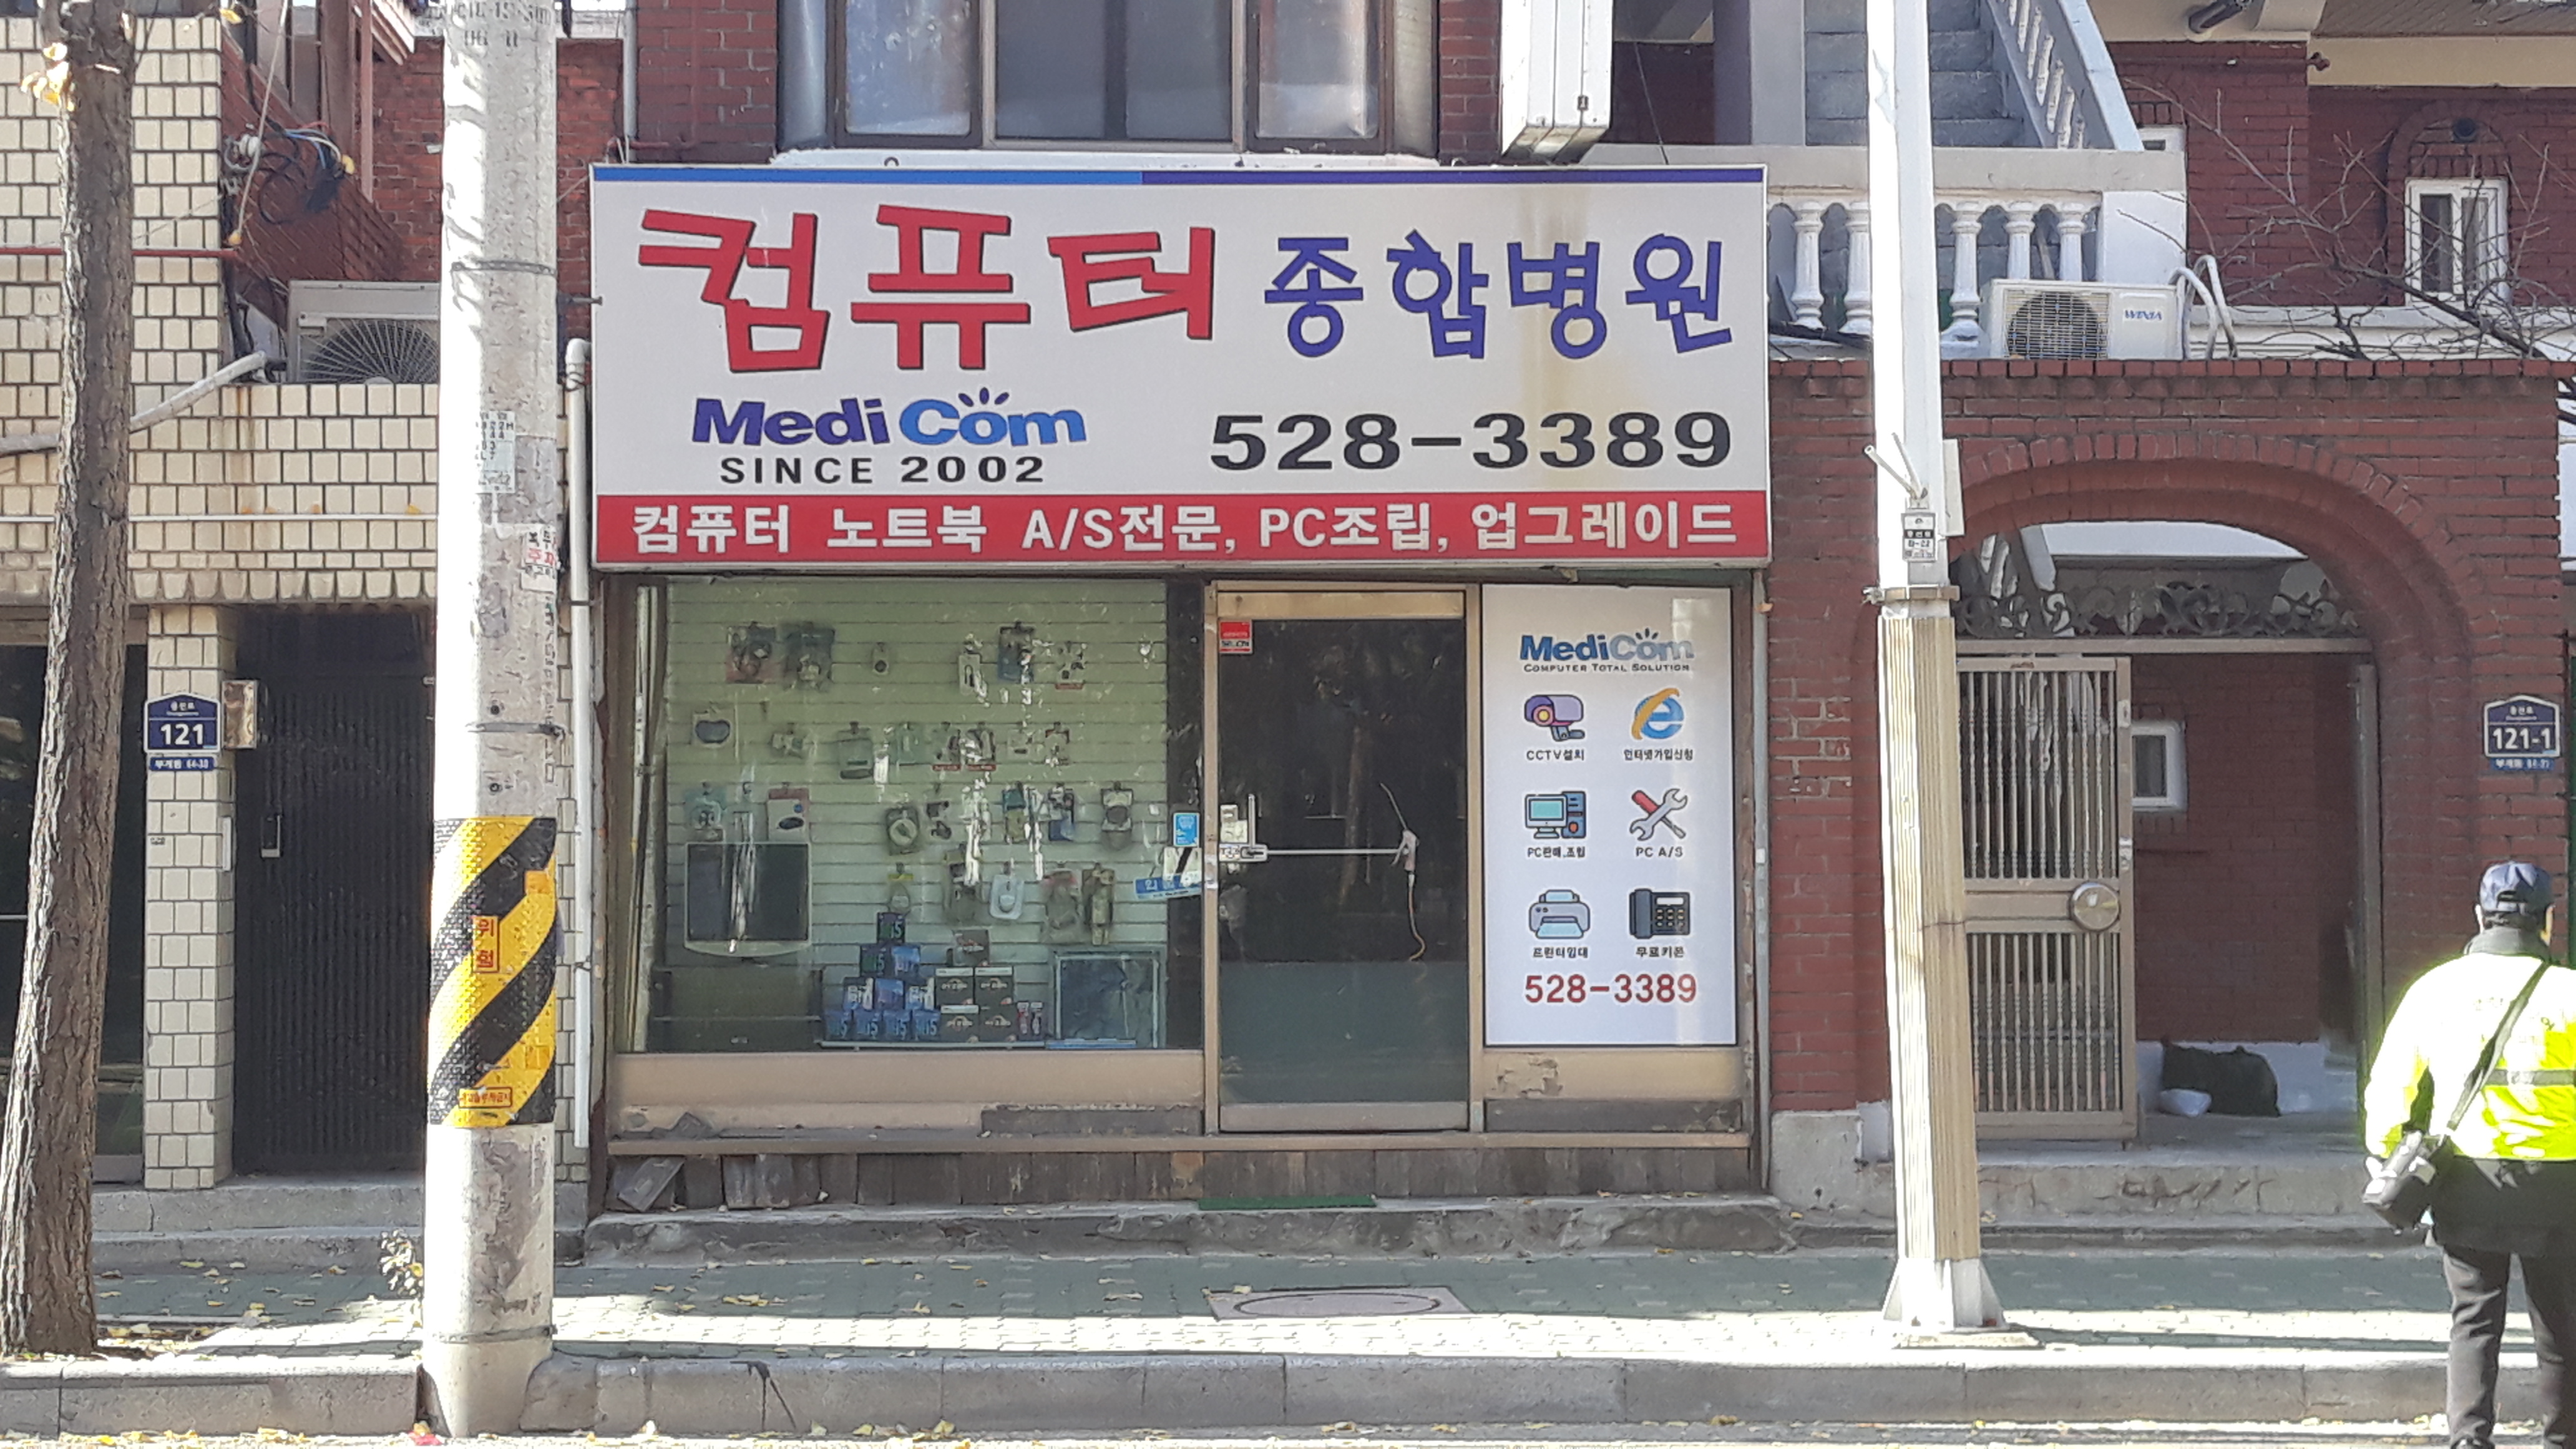 컴퓨터 종합병원
Medi Com
SINCE 2002
528-3389
컴퓨터 노트북 A/S전문, PC조립, 업그레이드
MediCom
COMPUTER TOTAL SOLUTION
CCTV설치
인터넷가입신청
PC판매.조립
PC A/S
프린터임대
무료키폰
528-3389
121
121-1
위험
WINIA